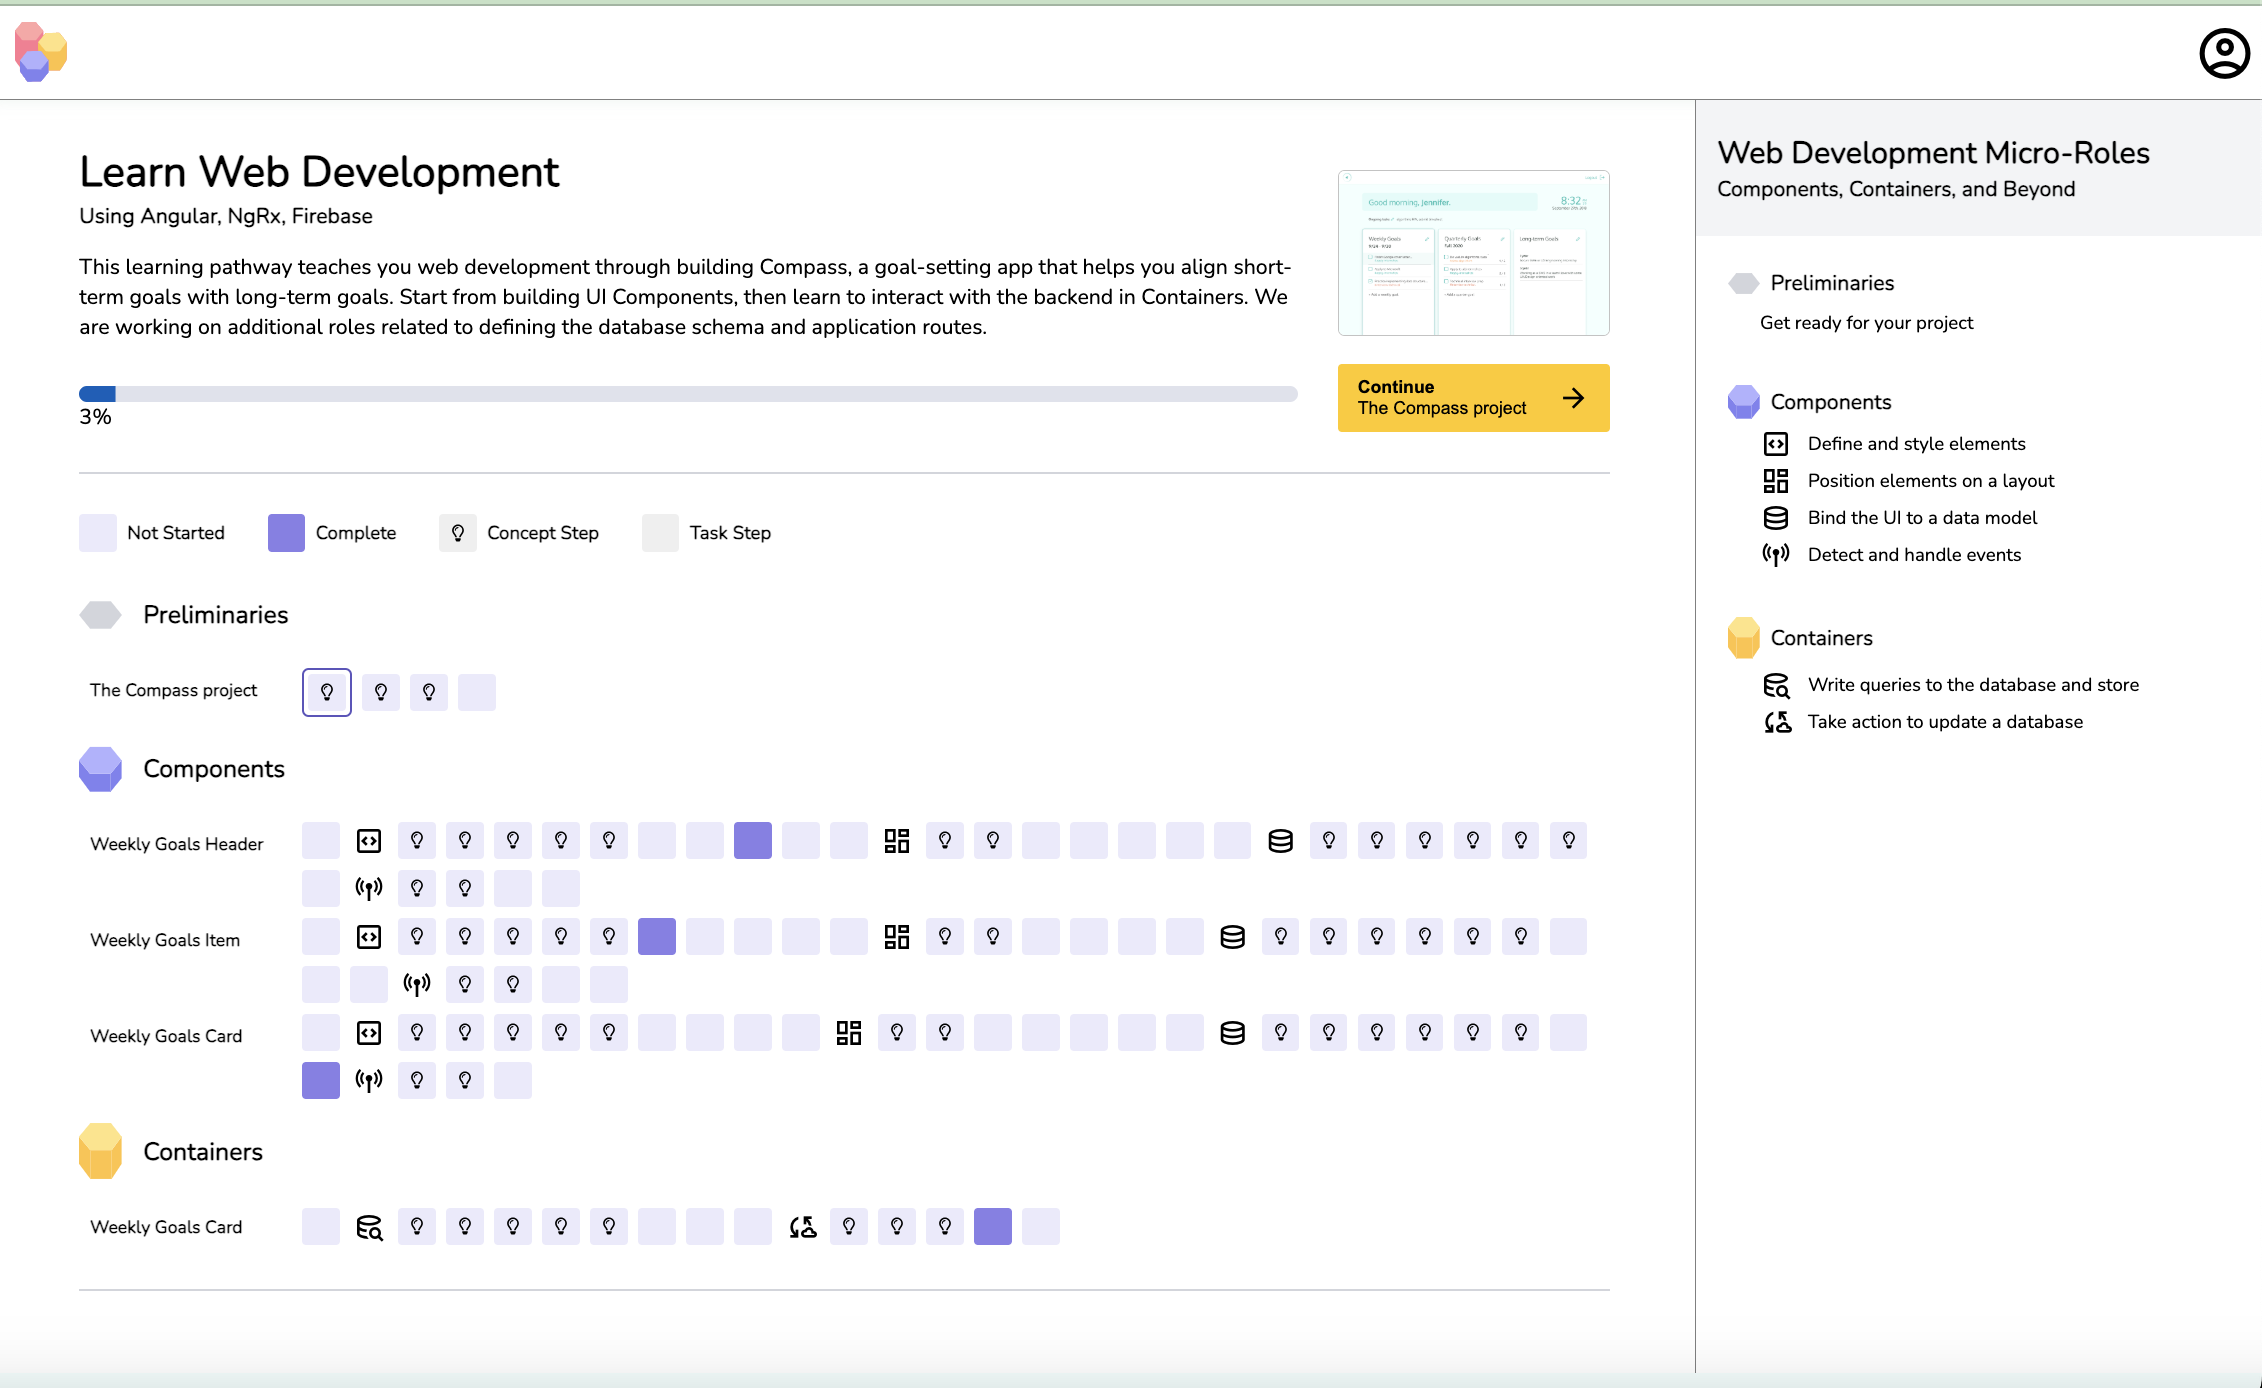 Learn Web Development
Using Angular, NgRx, Firebase
This learning pathway teaches you web development through building Compass, a goal-setting app that helps you align short-
term goals with long-term goals. Start from building UI Components, then learn to interact with the backend in Containers. We
are working on additional roles related to defining the database schema and application routes.
3%
Good morning, Jennifer.
8:32
Weekly Goals
Quarterly Goals
Long-term Goals
Continue
The Compass project
Not Started
Complete
Concept Step
Task Step
Preliminaries
The Compass project
Components
Weekly Goals Header
Weekly Goals Item
Weekly Goals Card
Containers
Weekly Goals Card
Web Development Micro-Roles
Components, Containers, and Beyond
Preliminaries
Get ready for your project
Components
Define and style elements
Position elements on a layout
Bind the UI to a data model
Detect and handle events
Containers
Write queries to the database and store
Take action to update a database